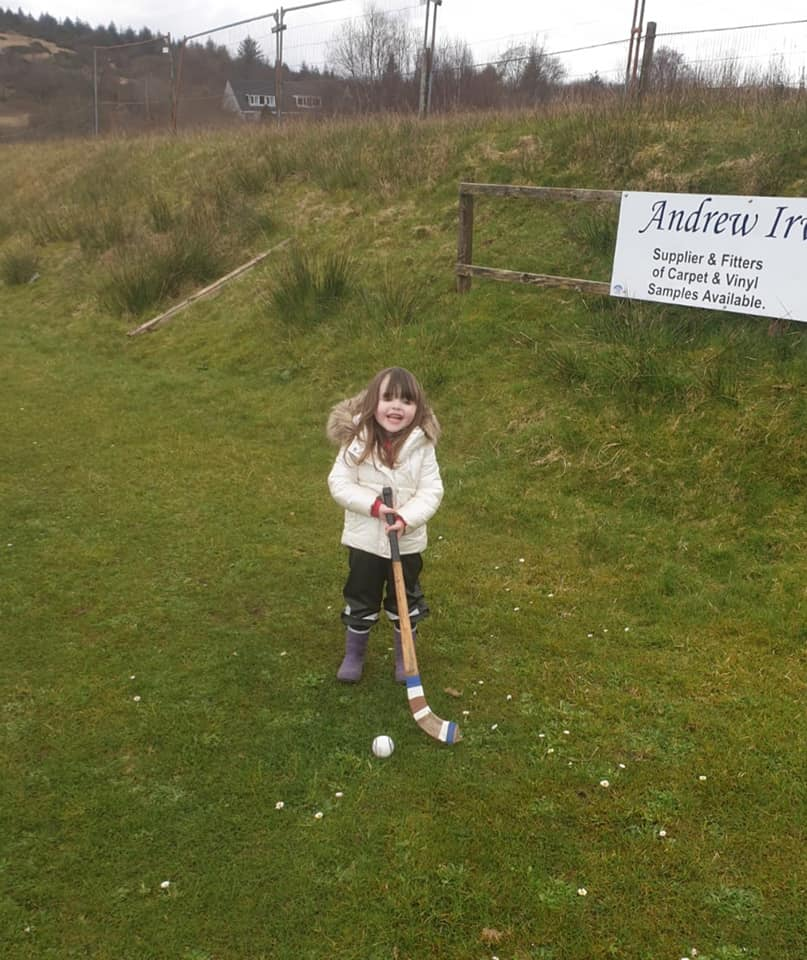 Andrew
Supplier & Fitters
of Carpet & Vinyl
Samples Available.